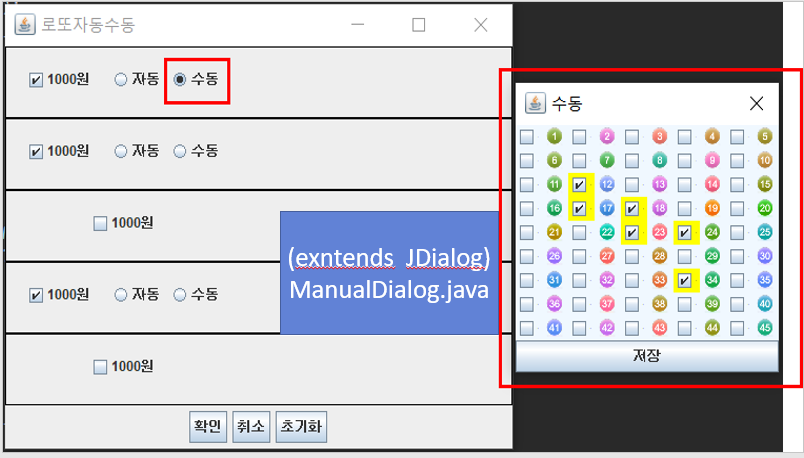 로또자동수동
1000원 자동 수동
1000원 자동 수동
1000원
1000원 자동 수동
1000원
확인 취소 초기화
(exntends JDialog)
ManualDialog.java
수동
1 2 3 4 5
6 7 8 9 10
11 12 13 14 15
16 17 18 19 20
21 22 23 24 25
26 27 28 29 30
31 32 33 34 35
36 37 38 39 40
41 42 43 44 45
저장